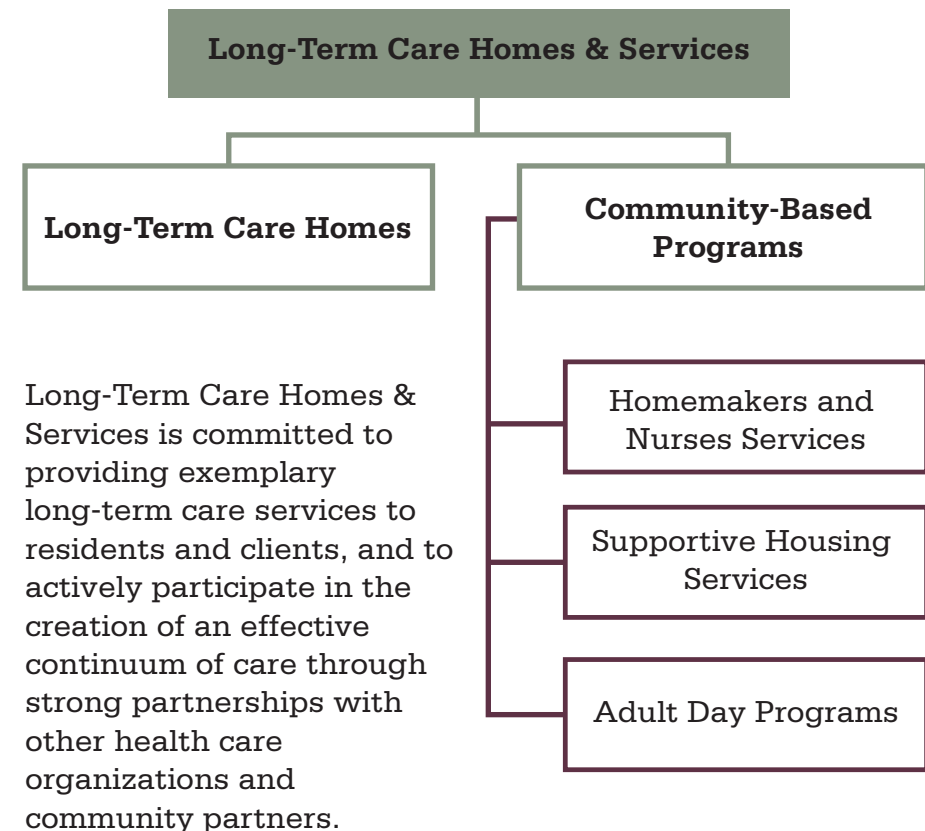 Long-Term Care Homes & Services
Long-Term Care Homes
Community-Based
Programs
Homemakers and
Nurses Services
Supportive Housing
Services
Adult Day Programs
Long-Term Care Homes &
Services is committed to
providing exemplary
long-term care services to
residents and clients, and to
actively participate in the
creation of an effective
continuum of care through
strong partnerships with
other health care
organizations and
community partners.